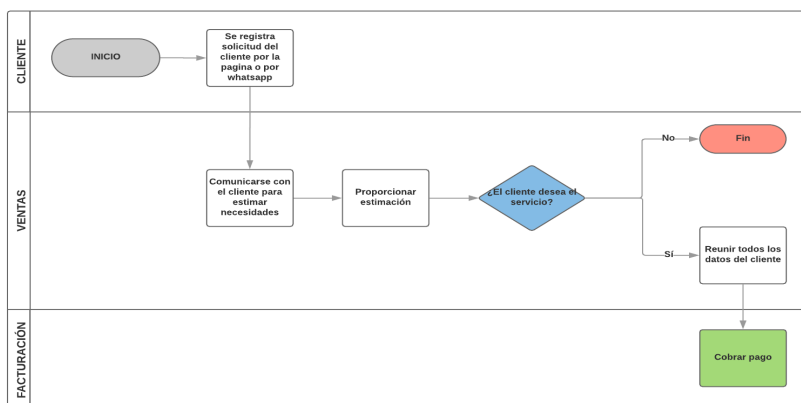 CLIENTE
INICIO
Se registra
solicitud del
cliente por la
pagina o por
whatsapp
VENTAS
Comunicarse con
el cliente para
estimar
necesidades
Proporcionar
estimación
¿El cliente desea el
servicio?
No
Fin
Sí
Reunir todos los
datos del cliente
FACTURACIÓN
Cobrar pago